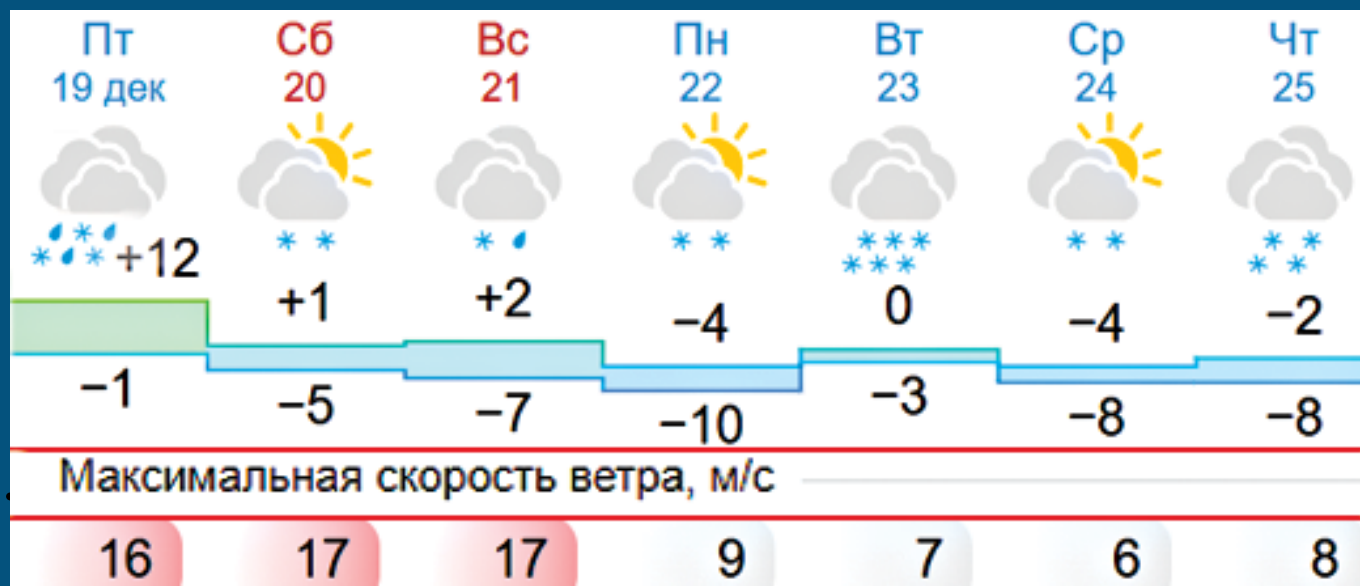 Пт Сб Вс Пн Вт Ср Чт
19 дек 20 21 22 23 24 25
+12 +1 +2 −4 0 −4 −2
−1 −5 −7 −10 −3 −8 −8
Максимальная скорость ветра, м/с
16 17 17 9 7 6 8